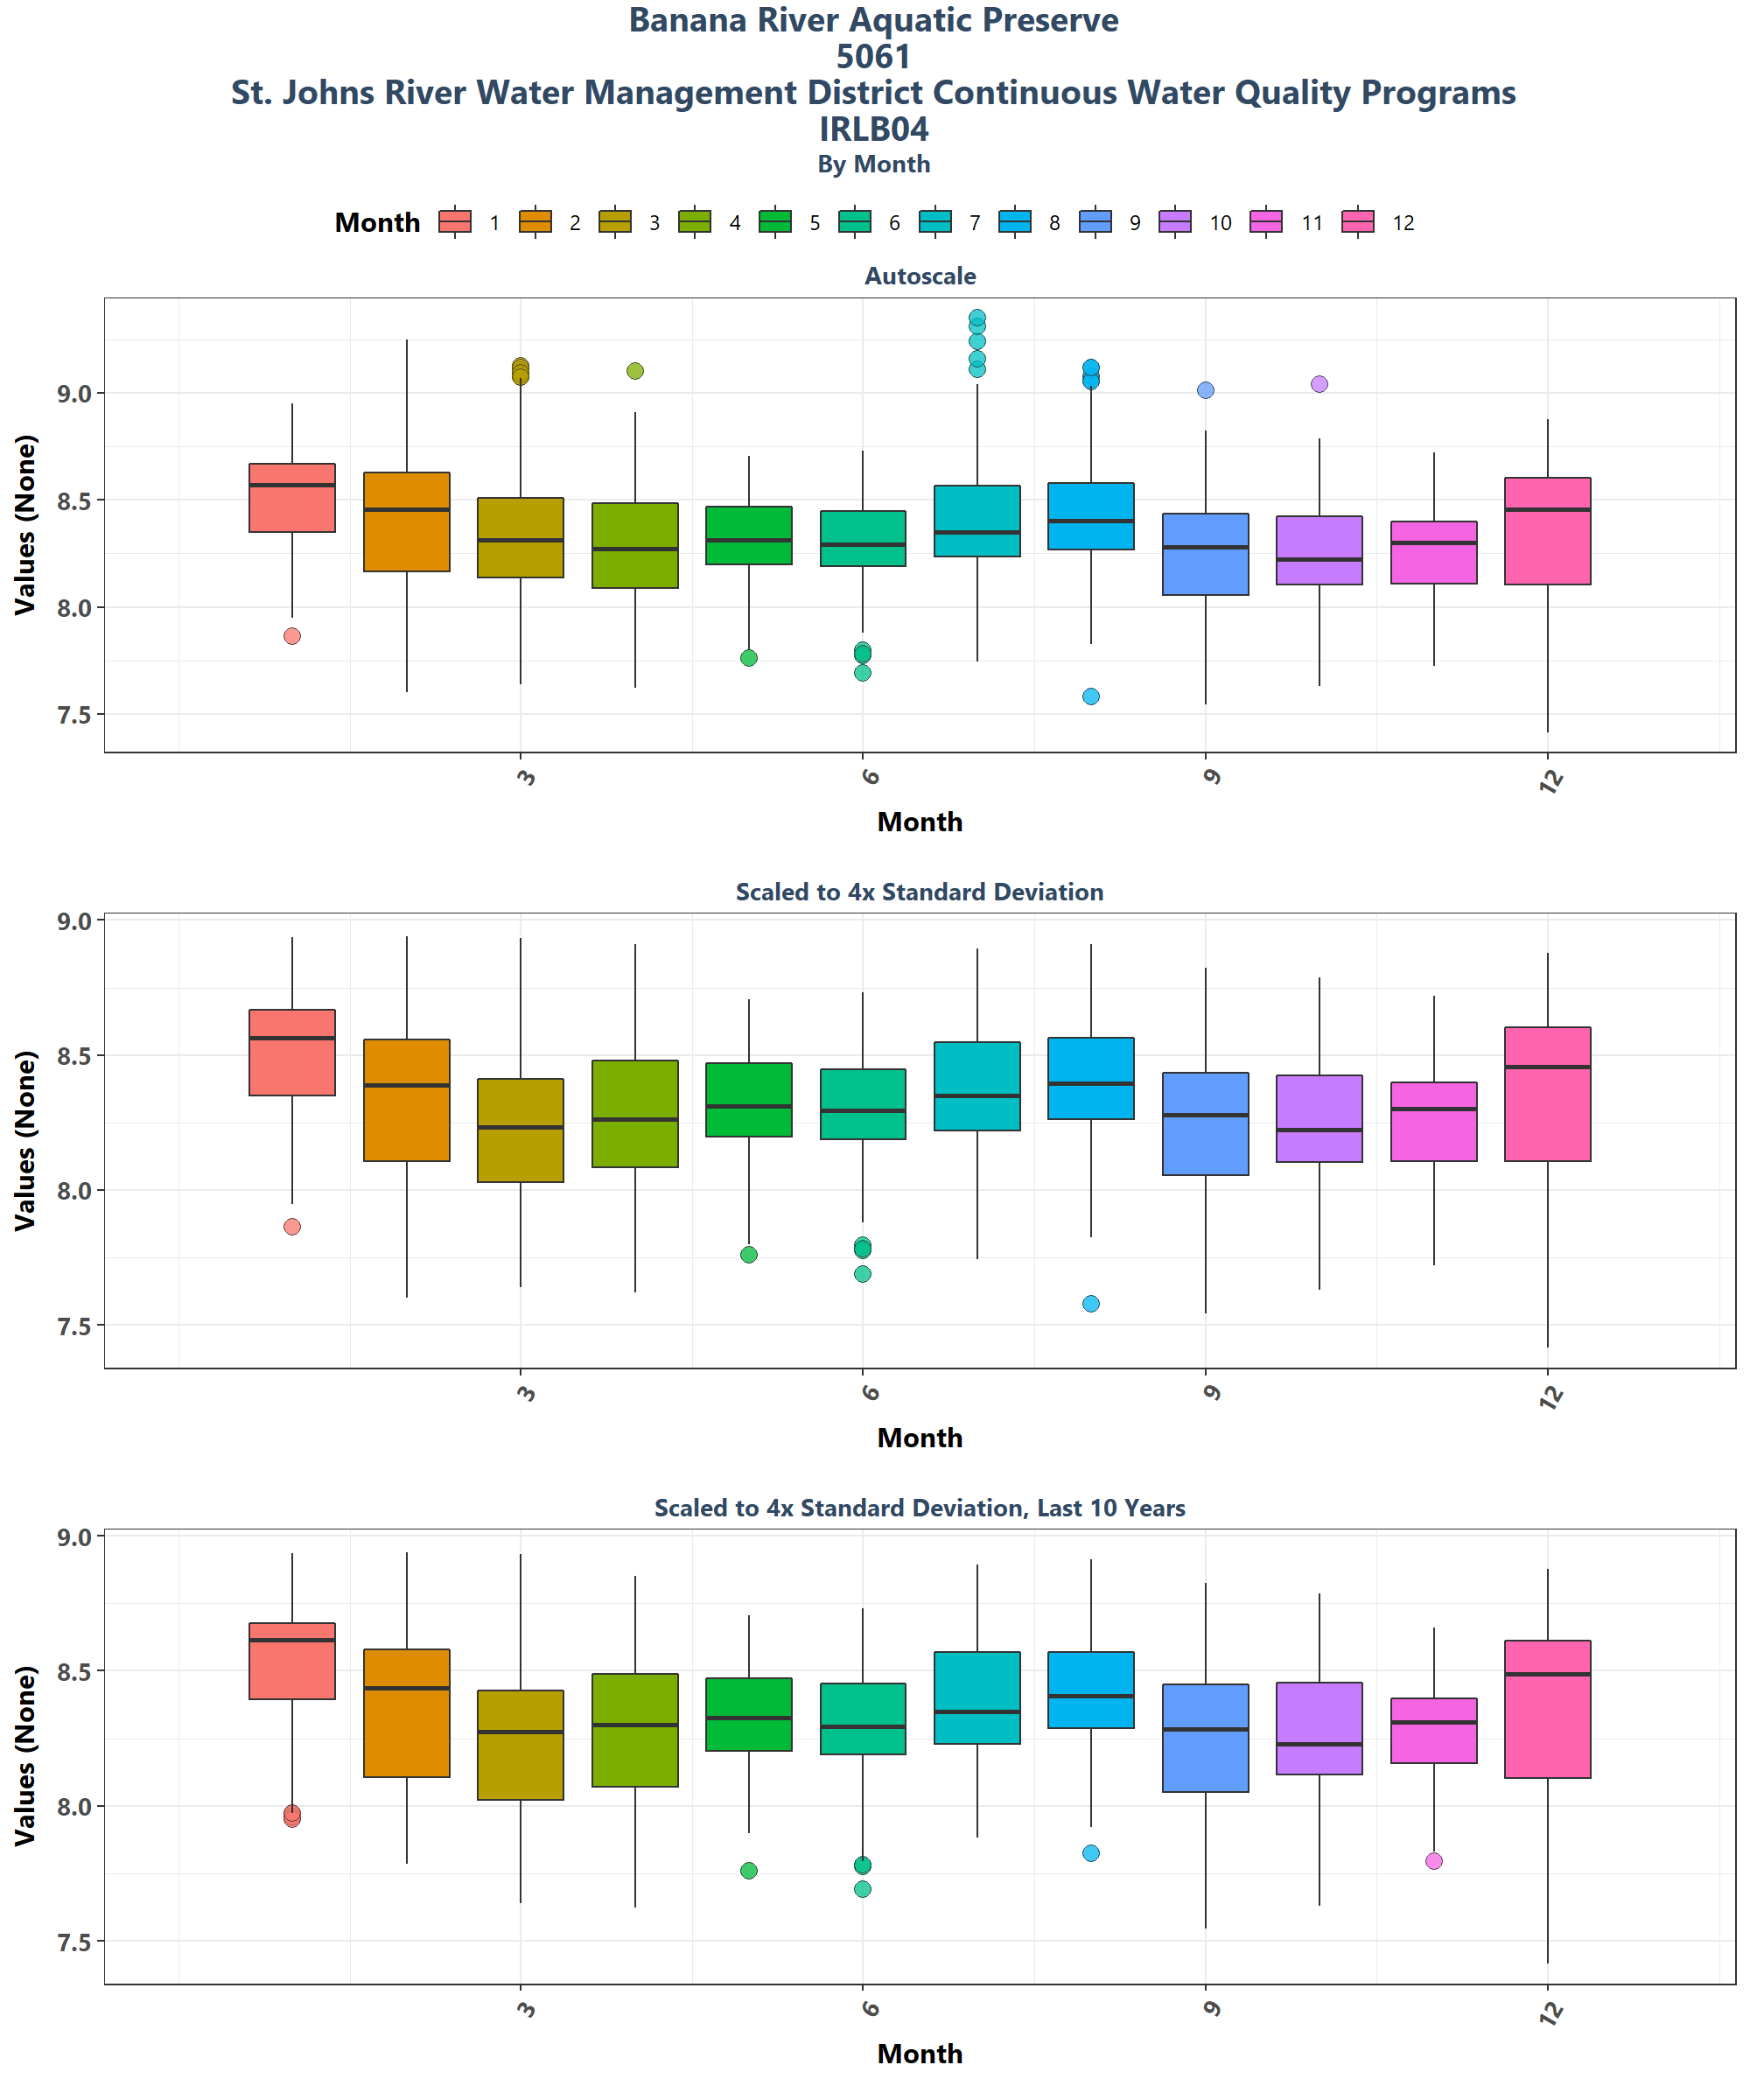 Banana River Aquatic Preserve
5061
St. Johns River Water Management District Continuous Water Quality Programs
IRLB04
By Month
Month 1 2 3 4 5 6 7 8 9 10 11 12
Autoscale
Values (None)
9.0
8.5
8.0
7.5
3 6 9 12
Month
Scaled to 4x Standard Deviation
Values (None)
9.0
8.5
8.0
7.5
3 6 9 12
Month
Scaled to 4x Standard Deviation, Last 10 Years
Values (None)
9.0
8.5
8.0
7.5
3 6 9 12
Month